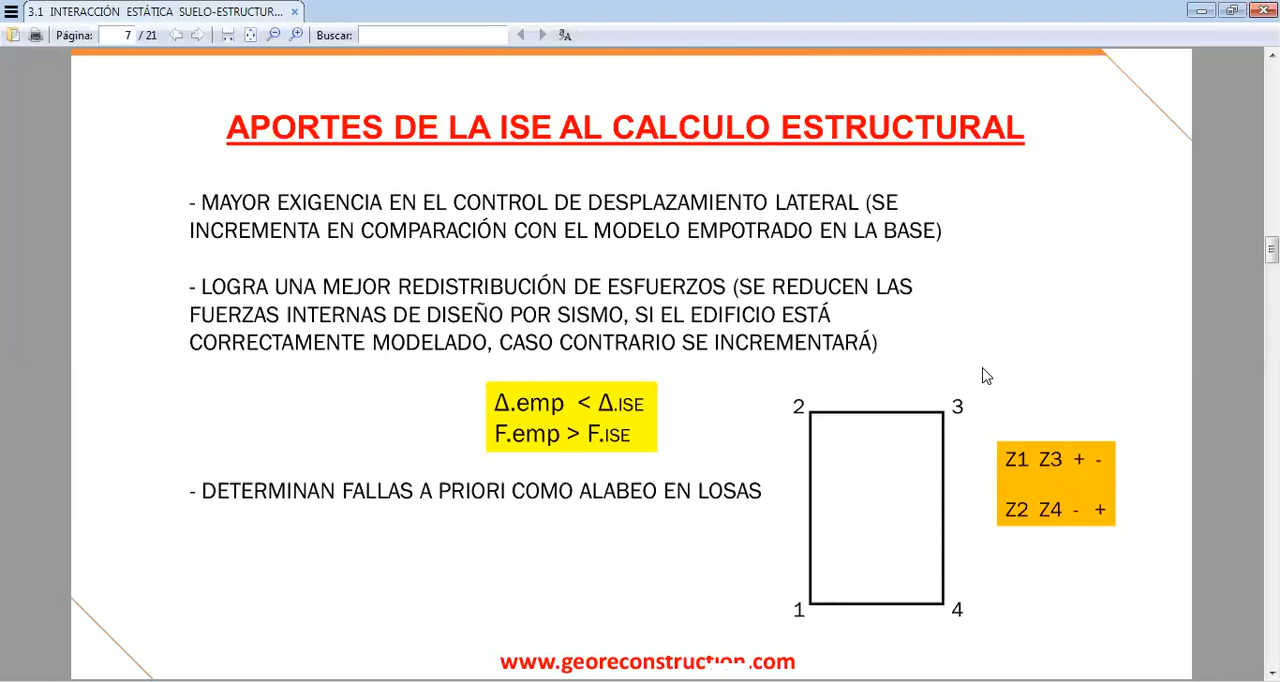 3.1 INTERACCIÓN ESTÁTICA SUELO-ESTRUCTUR...
Página: 7 / 21 Buscar:
APORTES DE LA ISE AL CALCULO ESTRUCTURAL
- MAYOR EXIGENCIA EN EL CONTROL DE DESPLAZAMIENTO LATERAL (SE
INCREMENTA EN COMPARACIÓN CON EL MODELO EMPOTRADO EN LA BASE)
- LOGRA UNA MEJOR REDISTRIBUCIÓN DE ESFUERZOS (SE REDUCEN LAS
FUERZAS INTERNAS DE DISEÑO POR SISMO, SI EL EDIFICIO ESTÁ
CORRECTAMENTE MODELADO, CASO CONTRARIO SE INCREMENTARÁ)
Δ.emp < Δ.ISE
F.emp > F.ISE
2 3
Z1 Z3 + -
Z2 Z4 - +
- DETERMINAN FALLAS A PRIORI COMO ALABEO EN LOSAS
1 4
www.georeconstruction.com